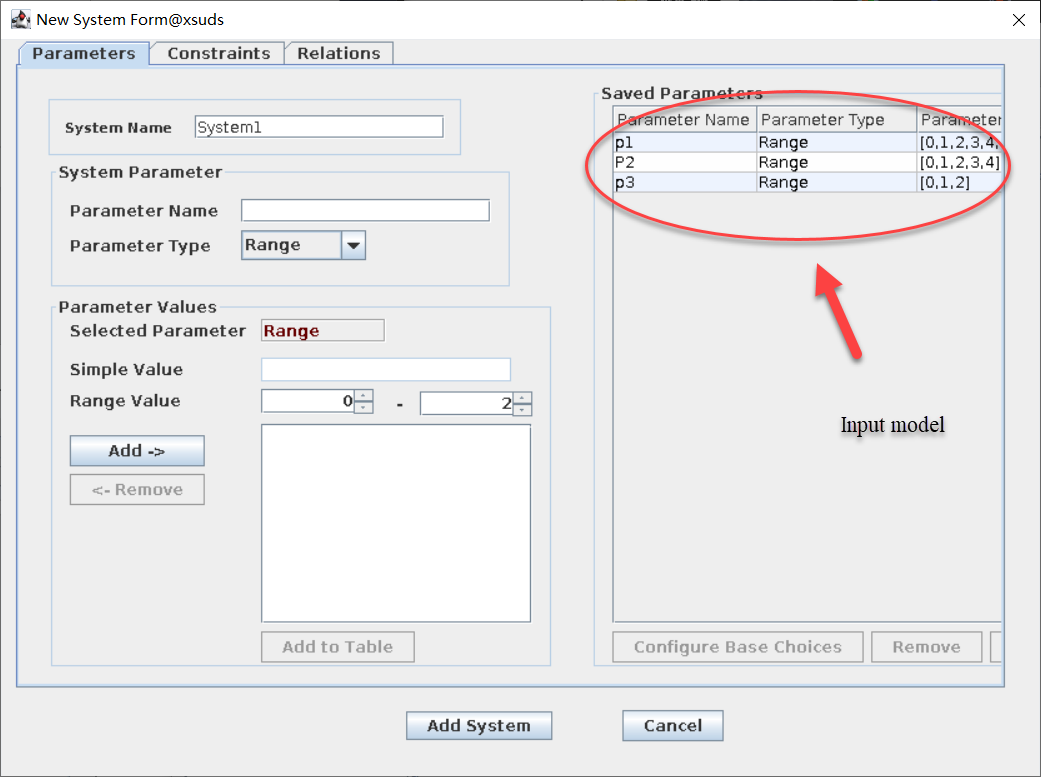 New System Form@xsuds
Parameters Constraints Relations
System Name System1
System Parameter
Parameter Name
Parameter Type Range
Parameter Values
Selected Parameter Range
Simple Value
Range Value 0 - 2
Add ->
<- Remove
Add to Table
Saved Parameters
Parameter Name Parameter Type Parameter
p1 Range [0,1,2,3,4,
P2 Range [0,1,2,3,4]
p3 Range [0,1,2]
Input model
Configure Base Choices Remove
Add System Cancel